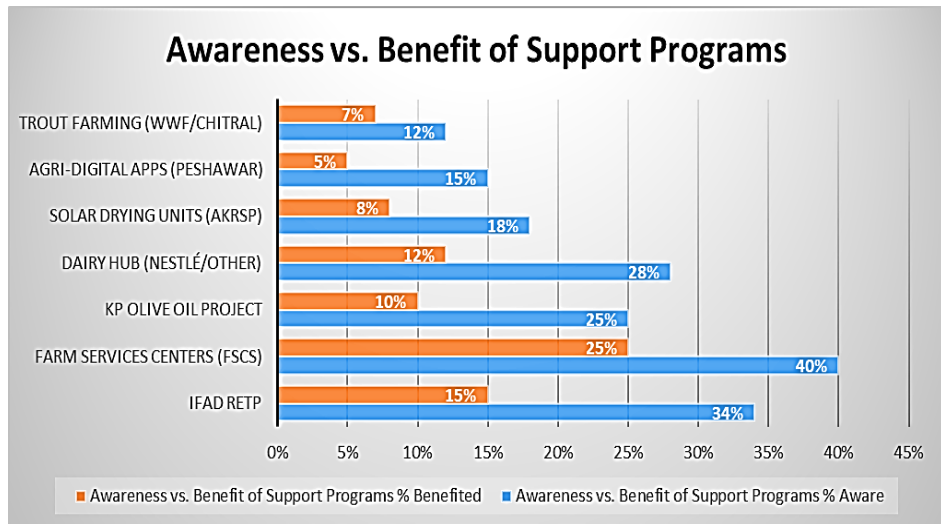 Awareness vs. Benefit of Support Programs
TROUT FARMING (WWF/CHITRAL)
7%
12%
AGRI-DIGITAL APPS (PESHAWAR)
5%
15%
SOLAR DRYING UNITS (AKRSP)
8%
18%
DAIRY HUB (NESTLÉ/OTHER)
12%
28%
KP OLIVE OIL PROJECT
10%
25%
FARM SERVICES CENTERS (FSCS)
25%
40%
IFAD RETP
15%
34%
0% 5% 10% 15% 20% 25% 30% 35% 40% 45%
Awareness vs. Benefit of Support Programs % Benefited Awareness vs. Benefit of Support Programs % Aware